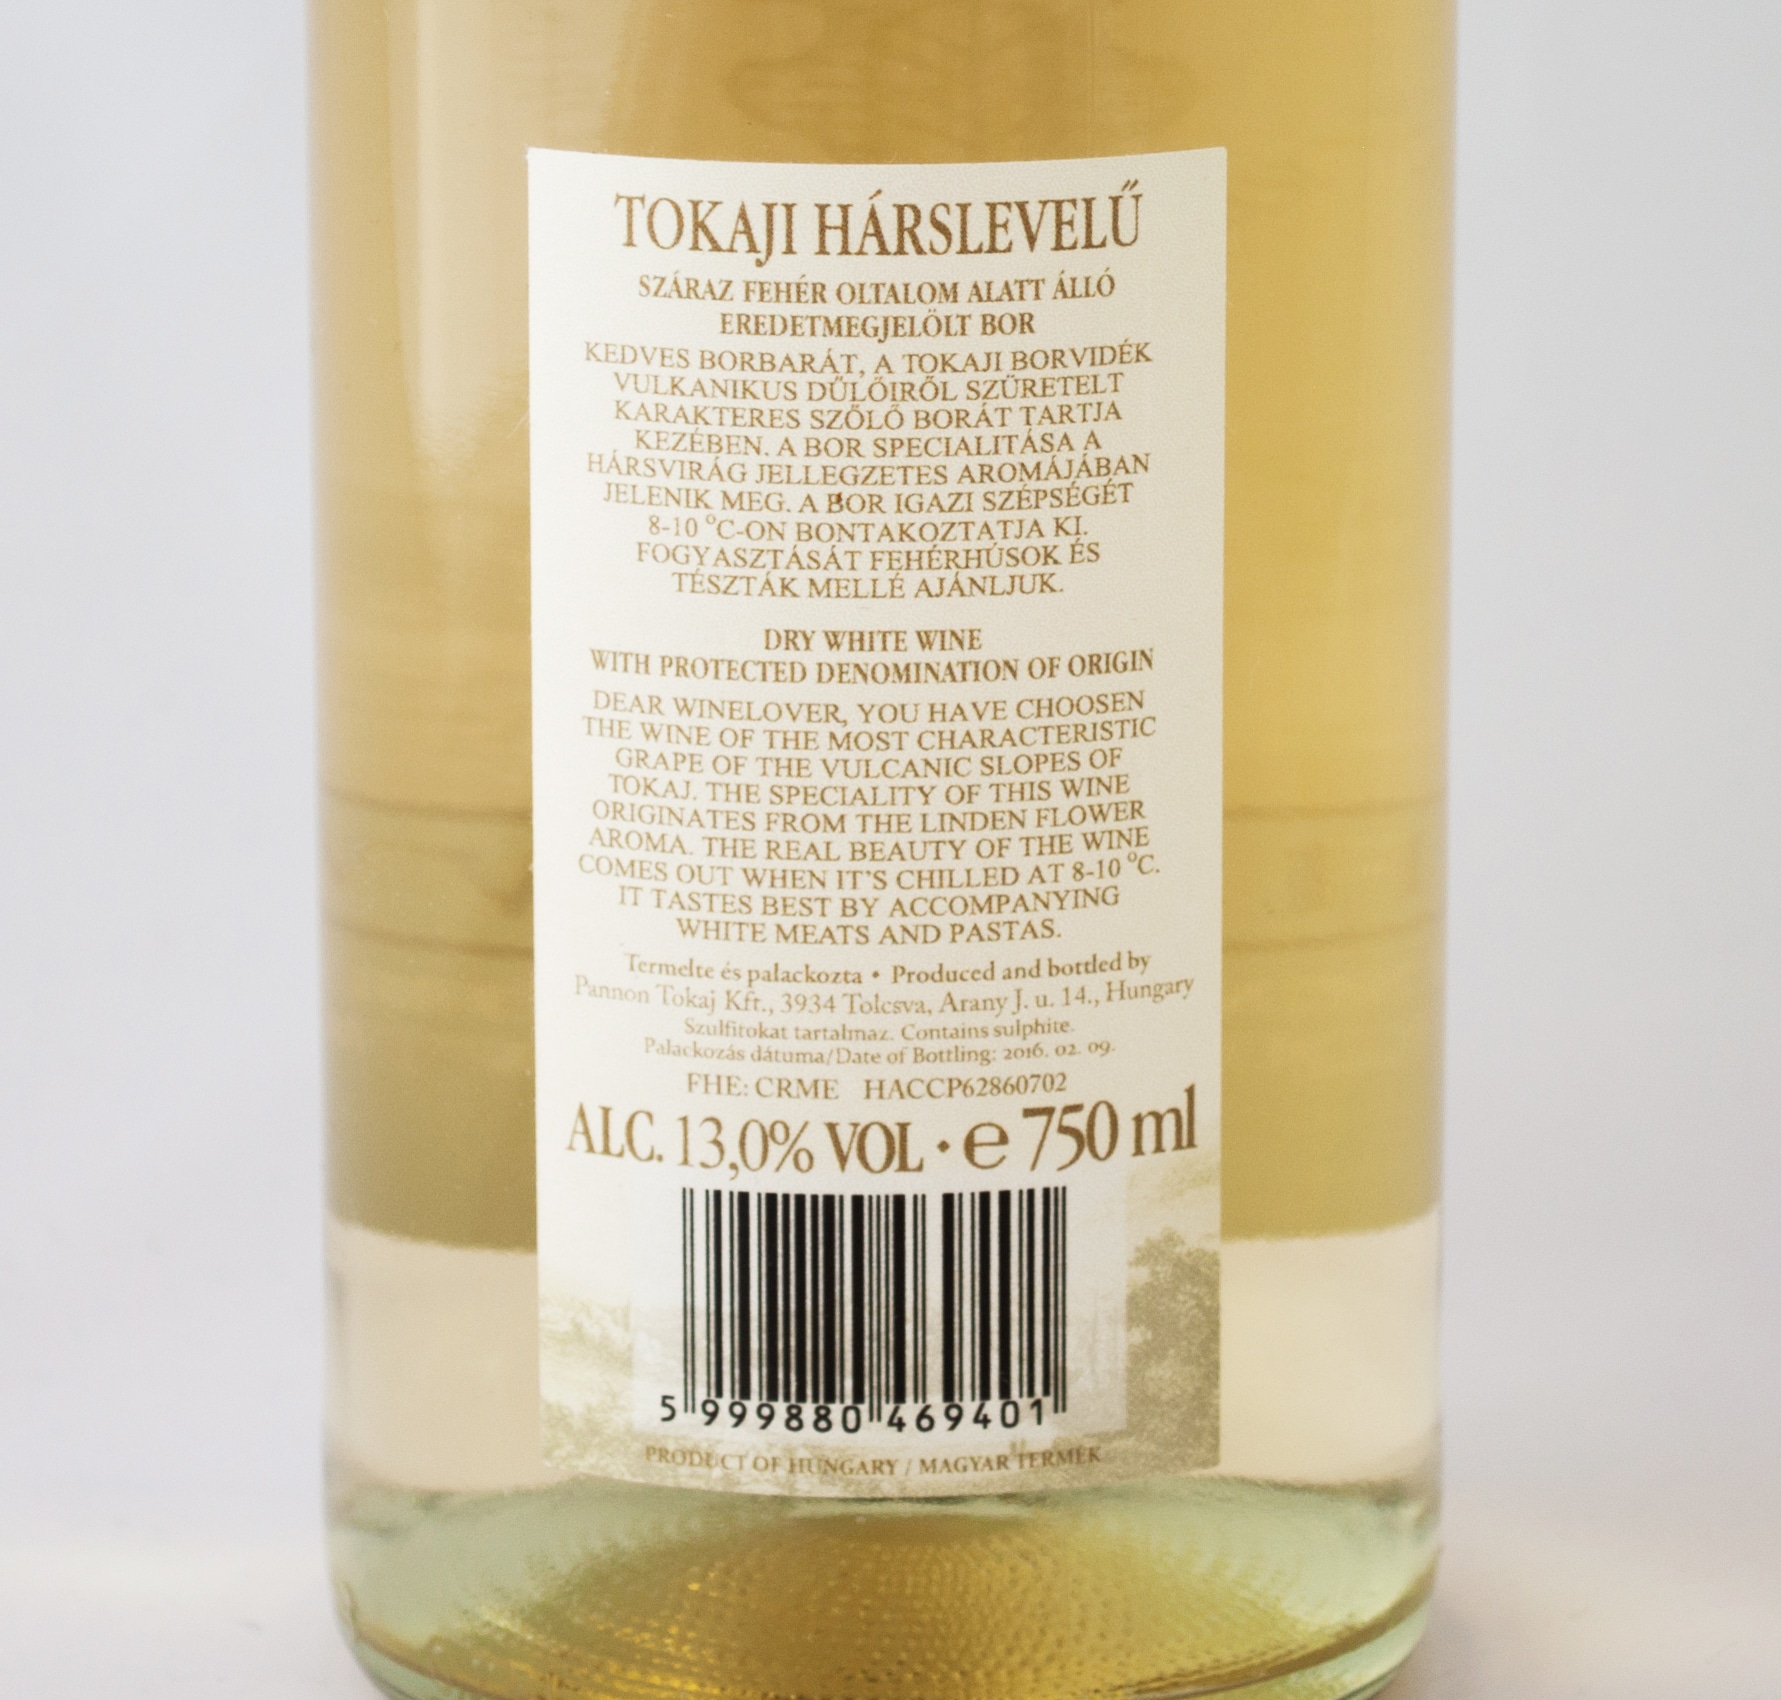 TOKAJI HÁRSLEVELŰ
SZÁRAZ FEHÉR OLTALOM ALATT ÁLLÓ
EREDETMEGJELÖLT BOR
KEDVES BORBARÁT, A TOKAJI BORVIDÉK
VULKANIKUS DŰLŐIRŐL SZÜRETELT
KARAKTERES SZŐLŐ BORÁT TARTJA
KEZÉBEN. A BOR SPECIALITÁSA A
HÁRSVIRÁG JELLEGZETES AROMÁJÁBAN
JELENIK MEG. A BOR IGAZI SZÉPSÉGÉT
8-10 °C-ON BONTAKOZTATJA KI.
FOGYASZTÁSÁT FEHÉRHÚSOK ÉS
TÉSZTÁK MELLÉ AJÁNLJUK.
DRY WHITE WINE
WITH PROTECTED DENOMINATION OF ORIGIN
DEAR WINELOVER, YOU HAVE CHOOSEN
THE WINE OF THE MOST CHARACTERISTIC
GRAPE OF THE VULCANIC SLOPES OF
TOKAJ. THE SPECIALITY OF THIS WINE
ORIGINATES FROM THE LINDEN FLOWER
AROMA. THE REAL BEAUTY OF THE WINE
COMES OUT WHEN IT'S CHILLED AT 8-10 °C.
IT TASTES BEST BY ACCOMPANYING
WHITE MEATS AND PASTAS.
Termelte és palackozta • Produced and bottled by
Pannon Tokaj Kft., 3934 Tolcsva, Arany J. u. 14., Hungary
Szulfitokat tartalmaz. Contains sulphite.
Palackozás dátuma/Date of Bottling: 2016. 02. 09.
FHE: CRME HACCP62860702
ALC. 13,0% VOL • e 750 ml
5 999880 469401
PRODUCT OF HUNGARY / MAGYAR TERMÉK